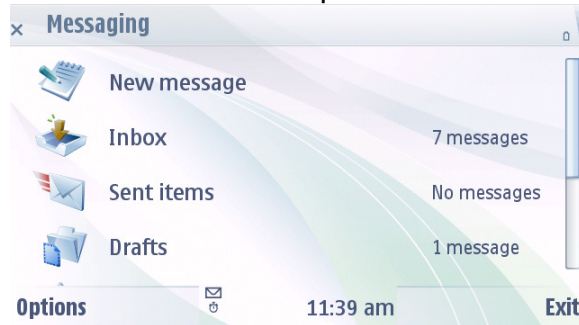 Messaging
New message
Inbox 7 messages
Sent items No messages
Drafts 1 message
Options 11:39 am Exit